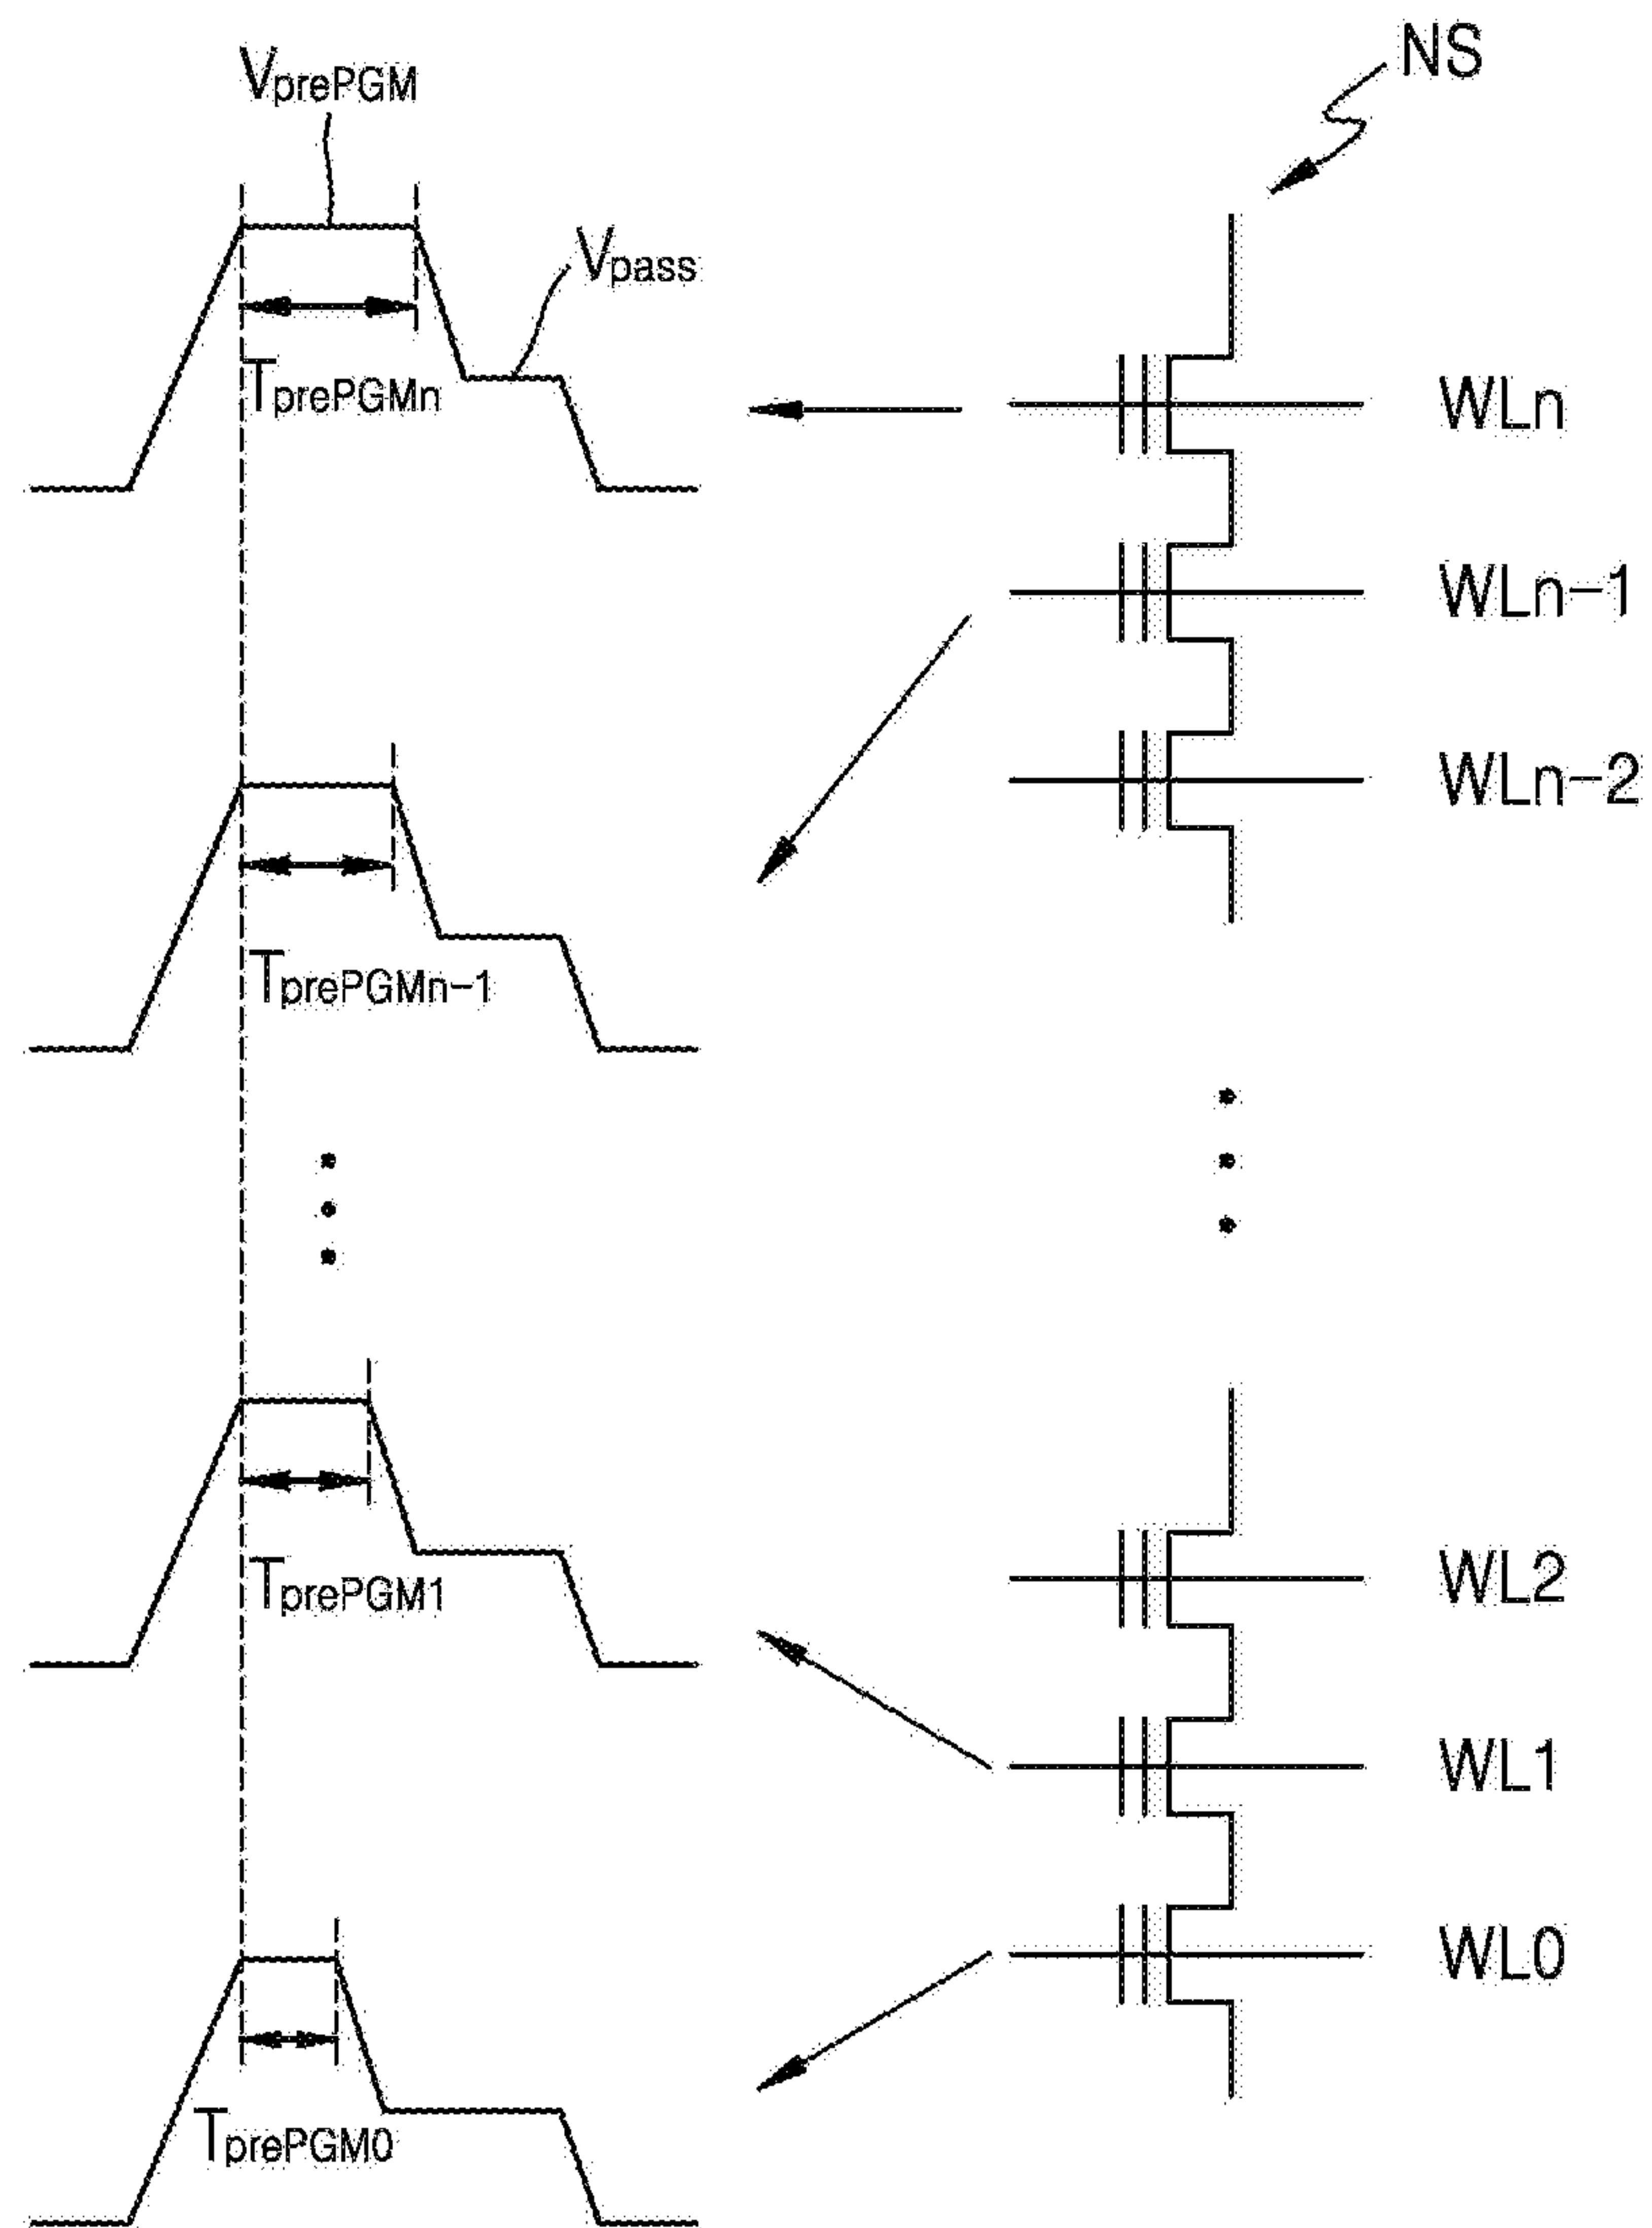 VprePGM
NS
Vpass
TprePGMn
WLn
WLn-1
WLn-2
TprePGMn-1
TprePGM1
WL2
WL1
WL0
TprePGM0